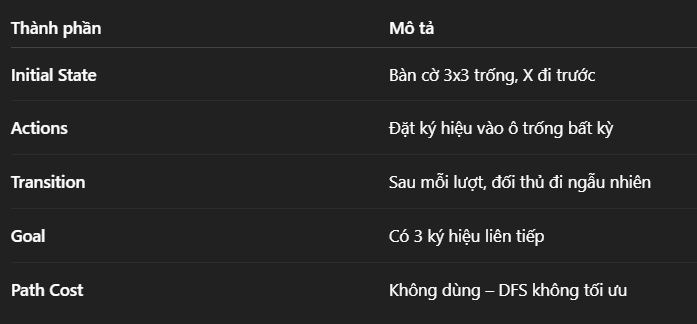 Thành phần Mô tả
Initial State Bàn cờ 3x3 trống, X đi trước
Actions Đặt ký hiệu vào ô trống bất kỳ
Transition Sau mỗi lượt, đối thủ đi ngẫu nhiên
Goal Có 3 ký hiệu liên tiếp
Path Cost Không dùng – DFS không tối ưu